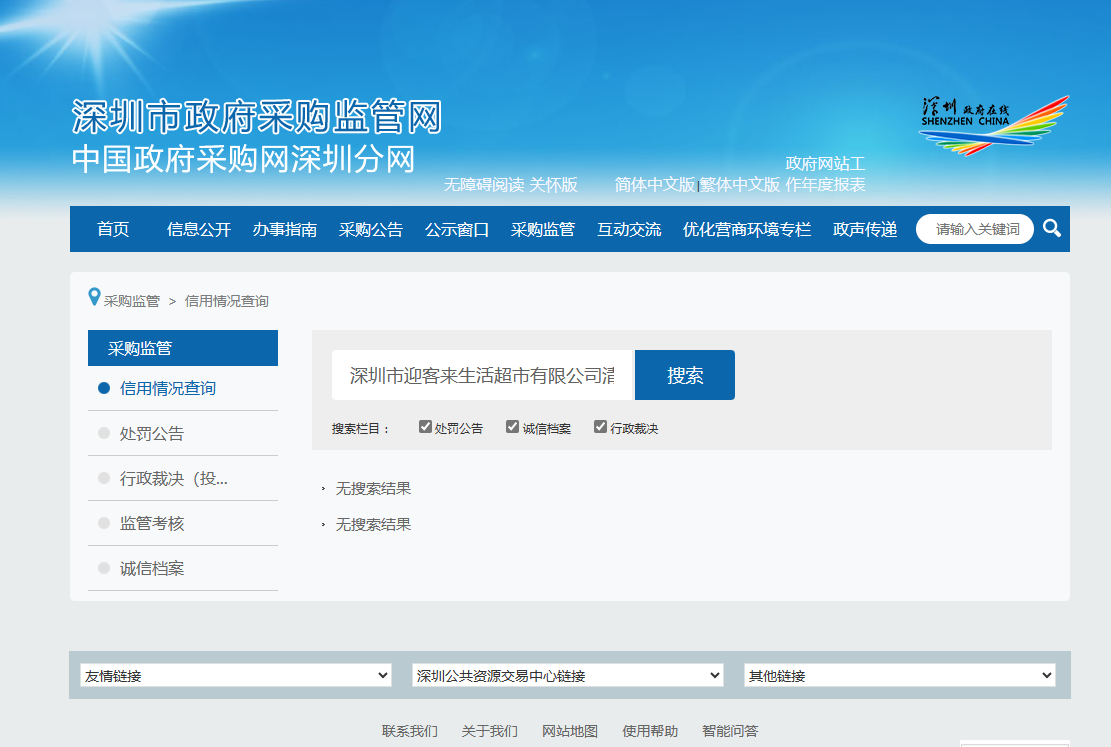 深圳市政府采购监管网
中国政府采购网深圳分网
深圳 政府在线
SHENZHEN CHINA
政府网站工
无障碍阅读 关怀版 简体中文版|繁体中文版 作年度报表
首页 信息公开 办事指南 采购公告 公示窗口 采购监管 互动交流 优化营商环境专栏 政声传递 请输入关键词
采购监管 > 信用情况查询
采购监管
信用情况查询
处罚公告
行政裁决（投...
监管考核
诚信档案
深圳市迎客来生活超市有限公司清 搜索
搜索栏目： 处罚公告 诚信档案 行政裁决
无搜索结果
无搜索结果
友情链接 深圳公共资源交易中心链接 其他链接
联系我们 关于我们 网站地图 使用帮助 智能问答